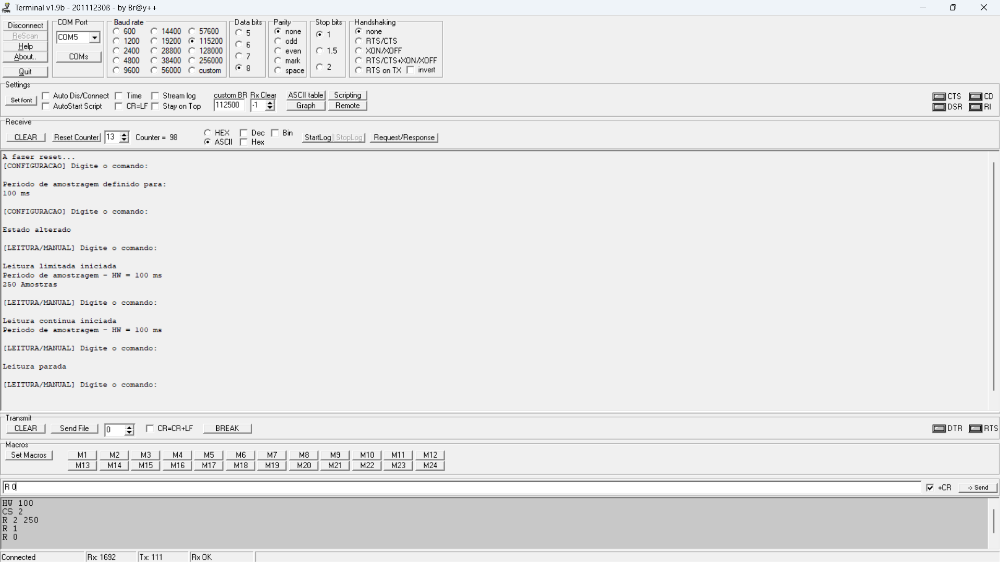 Terminal v1.9b - 20111230ß - by Br@y++
Disconnect
ReScan
Help
About..
Quit
COM Port
COM5
COMs
Baud rate
600 14400 57600
1200 19200 115200
2400 28800 128000
4800 38400 256000
9600 56000 custom
Data bits
5
6
7
8
Parity
none
odd
even
mark
space
Stop bits
1
1.5
2
Handshaking
none
RTS/CTS
XON/XOFF
RTS/CTS+XON/XOFF
RTS on TX invert
Settings
Set font
Auto Dis/Connect Time Stream log
AutoStart Script CR=LF Stay on Top
custom BR Rx Clear
112500 -1
ASCII table Scripting
Graph Remote
CTS CD
DSR RI
Receive
CLEAR Reset Counter 13 Counter = 98
HEX Dec Bin
ASCII Hex
StartLog StopLog Request/Response
A fazer reset...
[CONFIGURACAO] Digite o comando:
Periodo de amostragem definido para:
100 ms
[CONFIGURACAO] Digite o comando:
Estado alterado
[LEITURA/MANUAL] Digite o comando:
Leitura limitada iniciada
Periodo de amostragem - HW = 100 ms
250 Amostras
[LEITURA/MANUAL] Digite o comando:
Leitura continua iniciada
Periodo de amostragem - HW = 100 ms
[LEITURA/MANUAL] Digite o comando:
Leitura parada
[LEITURA/MANUAL] Digite o comando:
Transmit
CLEAR Send File 0 CR=CR+LF BREAK DTR RTS
Macros
Set Macros
M1 M2 M3 M4 M5 M6 M7 M8 M9 M10 M11 M12
M13 M14 M15 M16 M17 M18 M19 M20 M21 M22 M23 M24
R 0
+CR -> Send
HW 100
CS 2
R 2 250
R 1
R 0
Connected Rx: 1692 Tx: 111 Rx OK